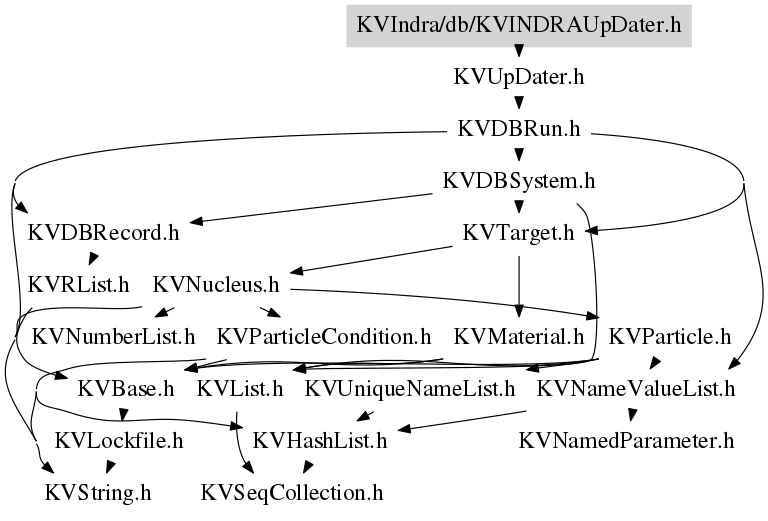 KVIndra/db/KVINDRAUpDater.h
KVUpDater.h
KVDBRun.h
KVDBSystem.h
KVDBRecord.h
KVTarget.h
KVRList.h
KVNucleus.h
KVNumberList.h
KVParticleCondition.h
KVMaterial.h
KVParticle.h
KVBase.h
KVList.h
KVUniqueNameList.h
KVNameValueList.h
KVLockfile.h
KVHashList.h
KVNamedParameter.h
KVString.h
KVSeqCollection.h